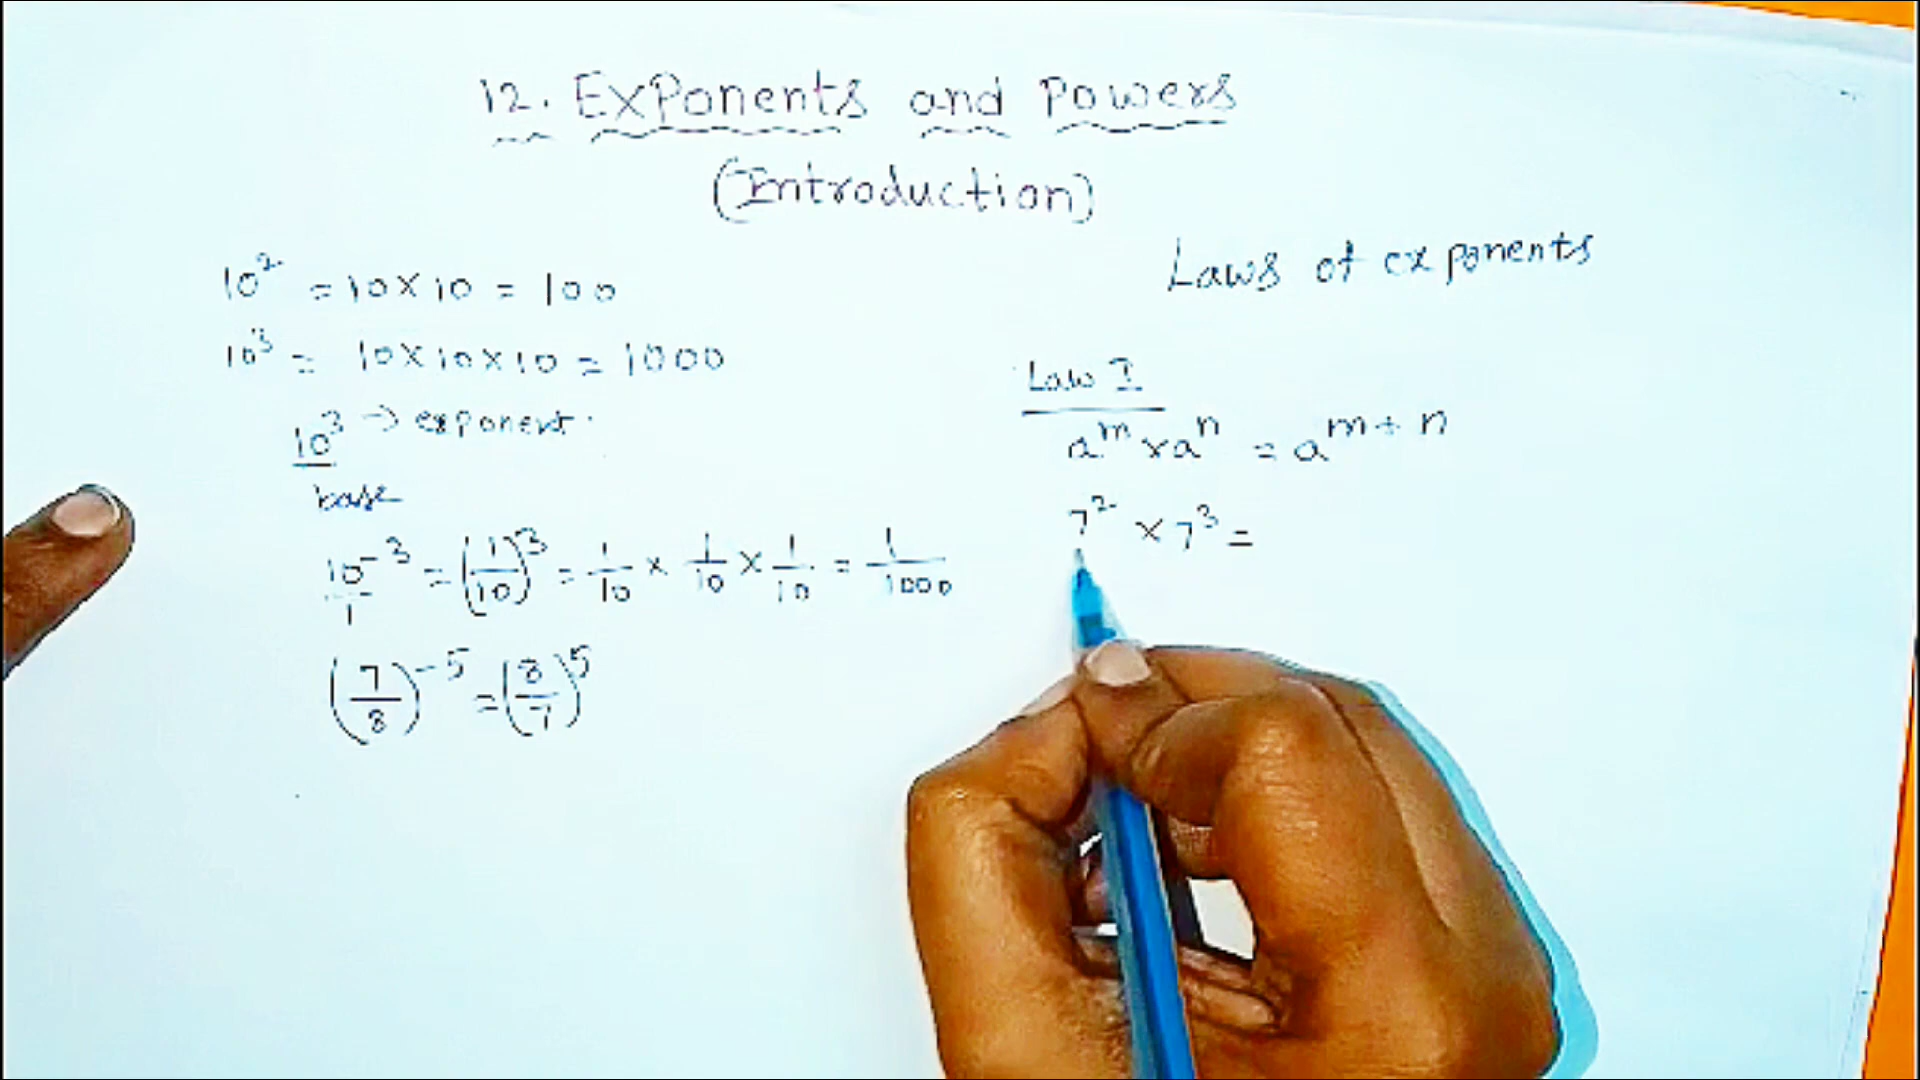 12. Exponents and Powers
(Introduction)
10² = 10 × 10 = 100
10³ = 10 × 10 × 10 = 1000
10³ → exponent.
base
10⁻³/1 = (1/10)³ = 1/10 × 1/10 × 1/10 = 1/1000
(7/8)⁻⁵ = (8/7)⁵
Laws of exponents
Law I
aᵐ × aⁿ = aᵐ⁺ⁿ
7² × 7³ =